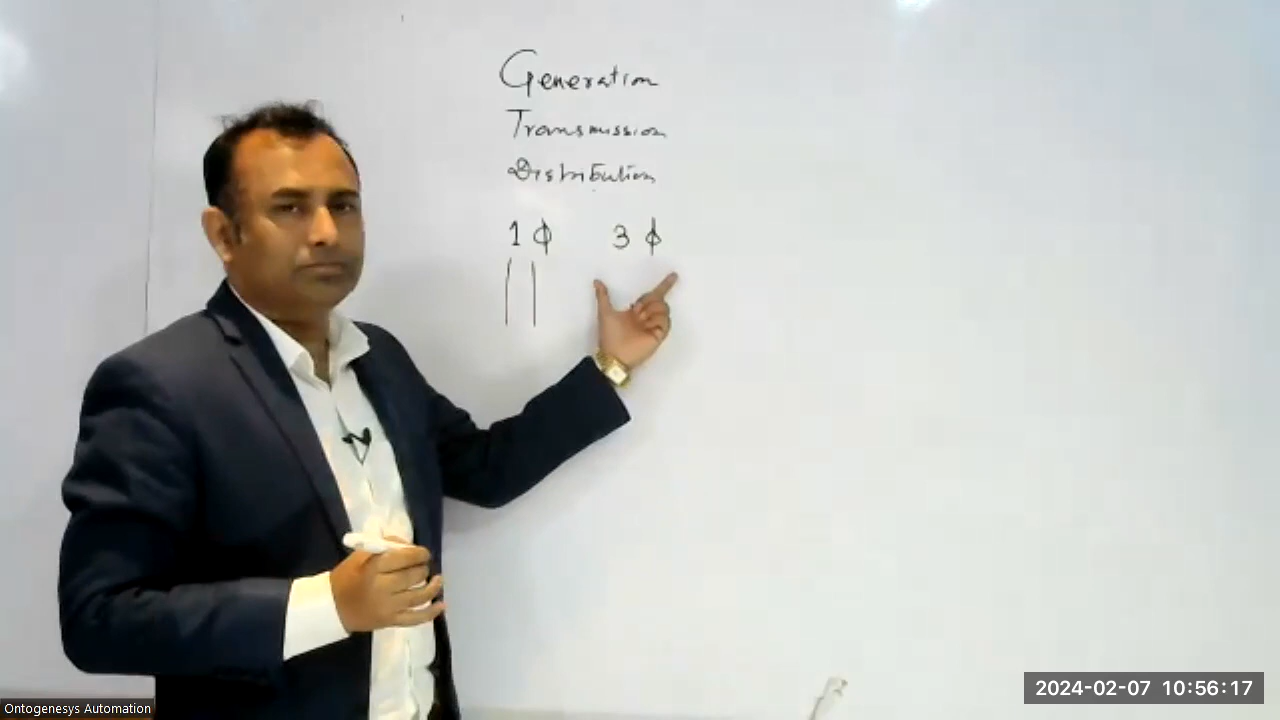 Generation
Transmission
Distribution
1 ϕ 3 ϕ
Ontogenesys Automation
2024-02-07 10:56:17